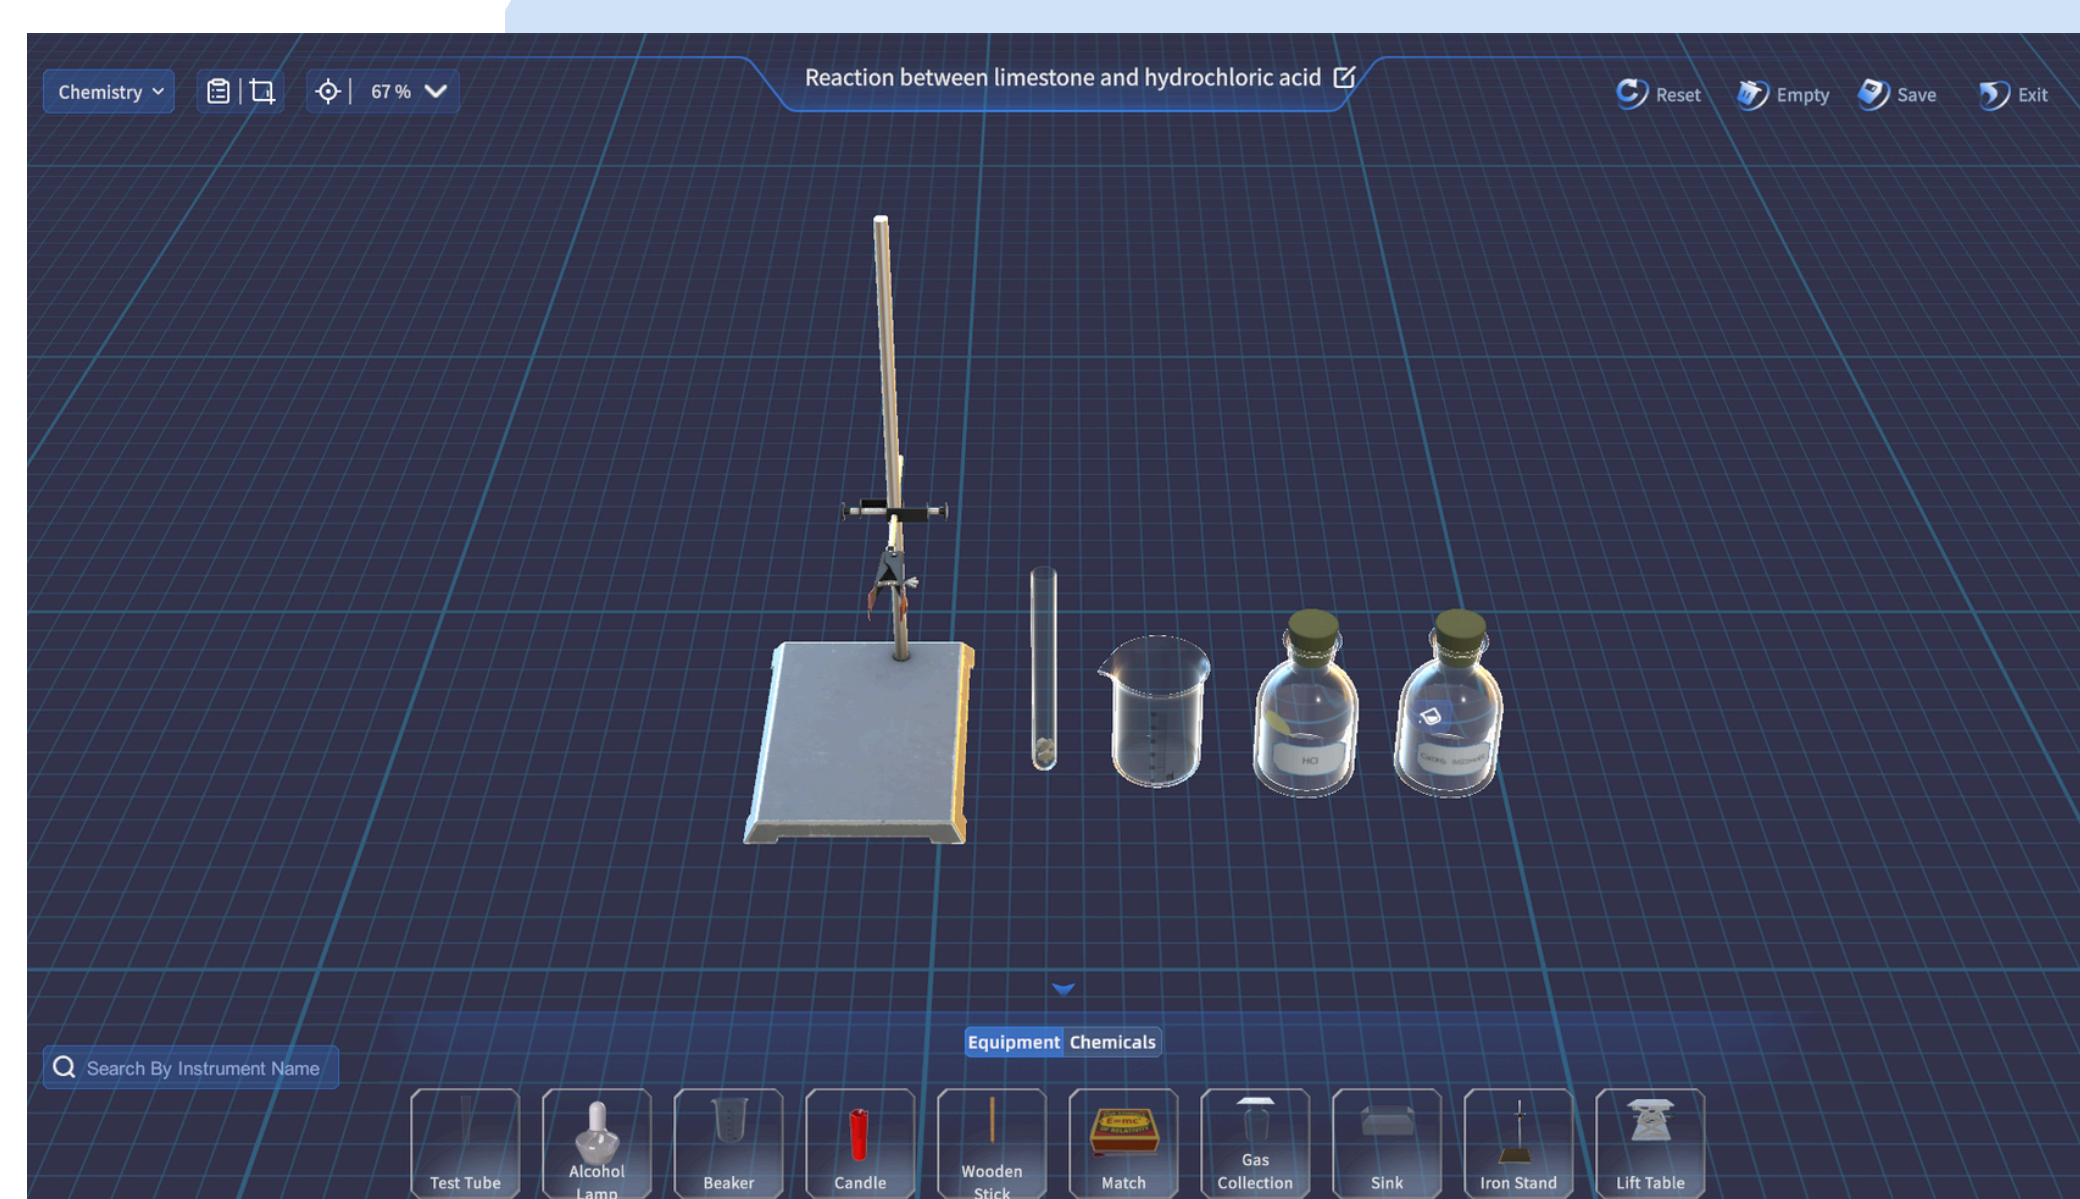 Chemistry
67 %
Reaction between limestone and hydrochloric acid
Reset
Empty
Save
Exit
HCl
Equipment
Chemicals
Search By Instrument Name
Test Tube
Alcohol
Lamp
Beaker
Candle
Wooden
Stick
Match
Gas
Collection
Sink
Iron Stand
Lift Table